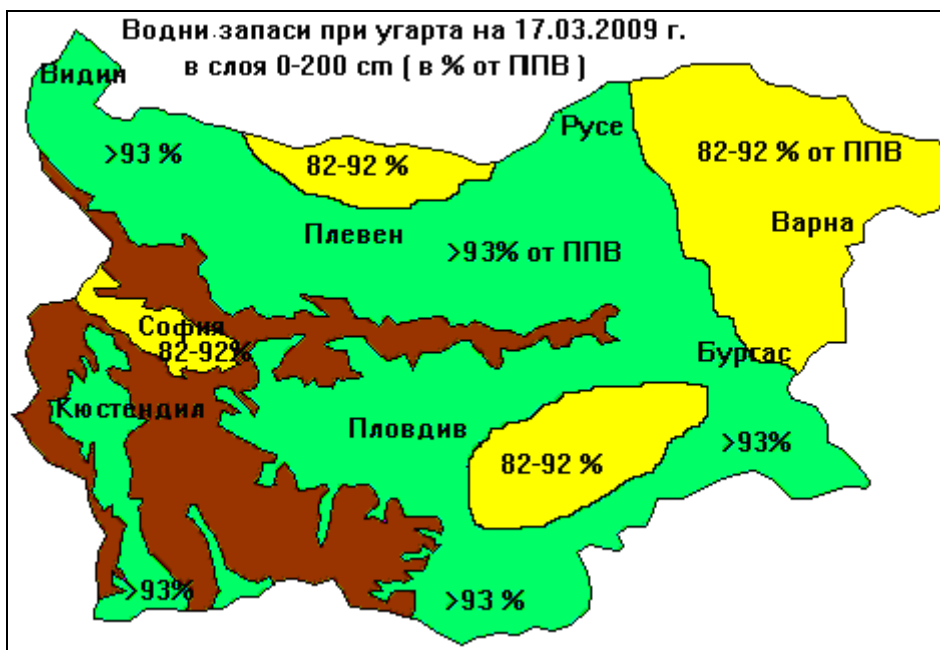 Водни запаси при угарта на 17.03.2009 г.
в слоя 0-200 cm ( в % от ППВ )
Видин
Русе
>93 %
82-92 %
82-92 % от ППВ
Плевен
Варна
>93% от ППВ
София
82-92%
Бургас
Кюстендил
Пловдив
>93%
82-92 %
>93%
>93 %